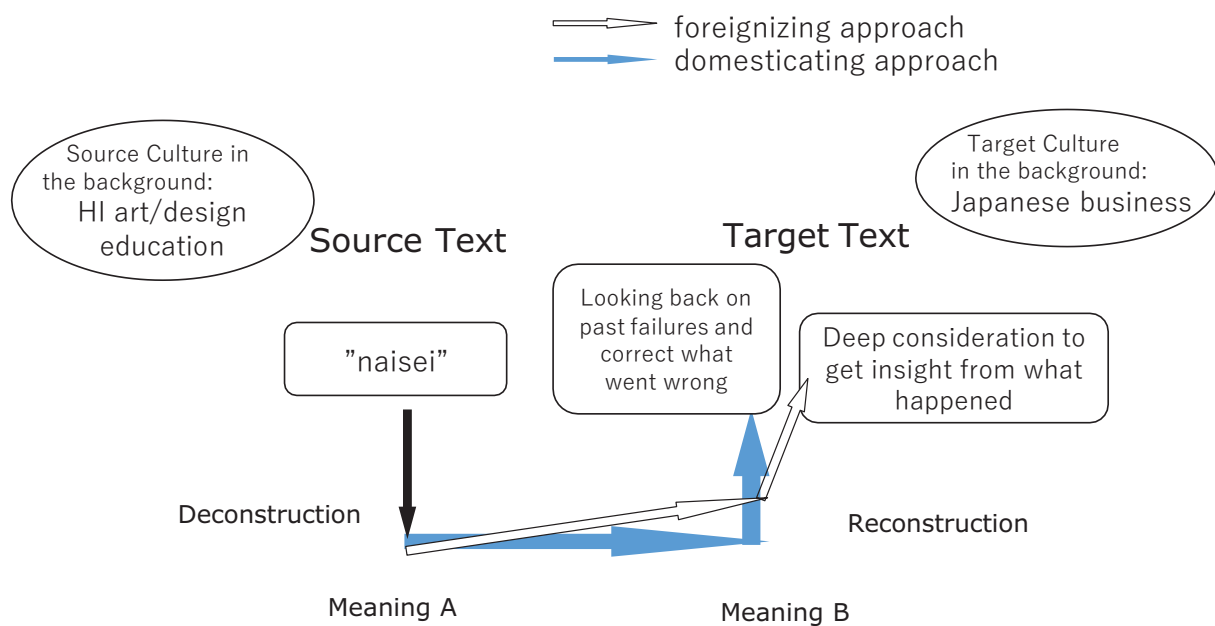 foreignizing approach
domesticating approach
Source Culture in
the background:
HI art/design
education
Target Culture
in the background:
Japanese business
Source Text
Target Text
”naisei”
Looking back on
past failures and
correct what
went wrong
Deep consideration to
get insight from what
happened
Deconstruction
Reconstruction
Meaning A
Meaning B